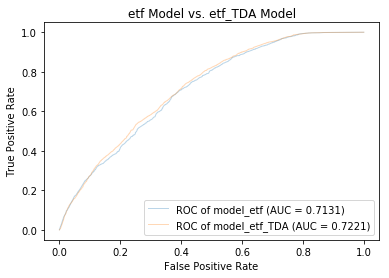 etf Model vs. etf_TDA Model
True Positive Rate
1.0
0.8
0.6
0.4
0.2
0.0
ROC of model_etf (AUC = 0.7131)
ROC of model_etf_TDA (AUC = 0.7221)
0.0 0.2 0.4 0.6 0.8 1.0
False Positive Rate